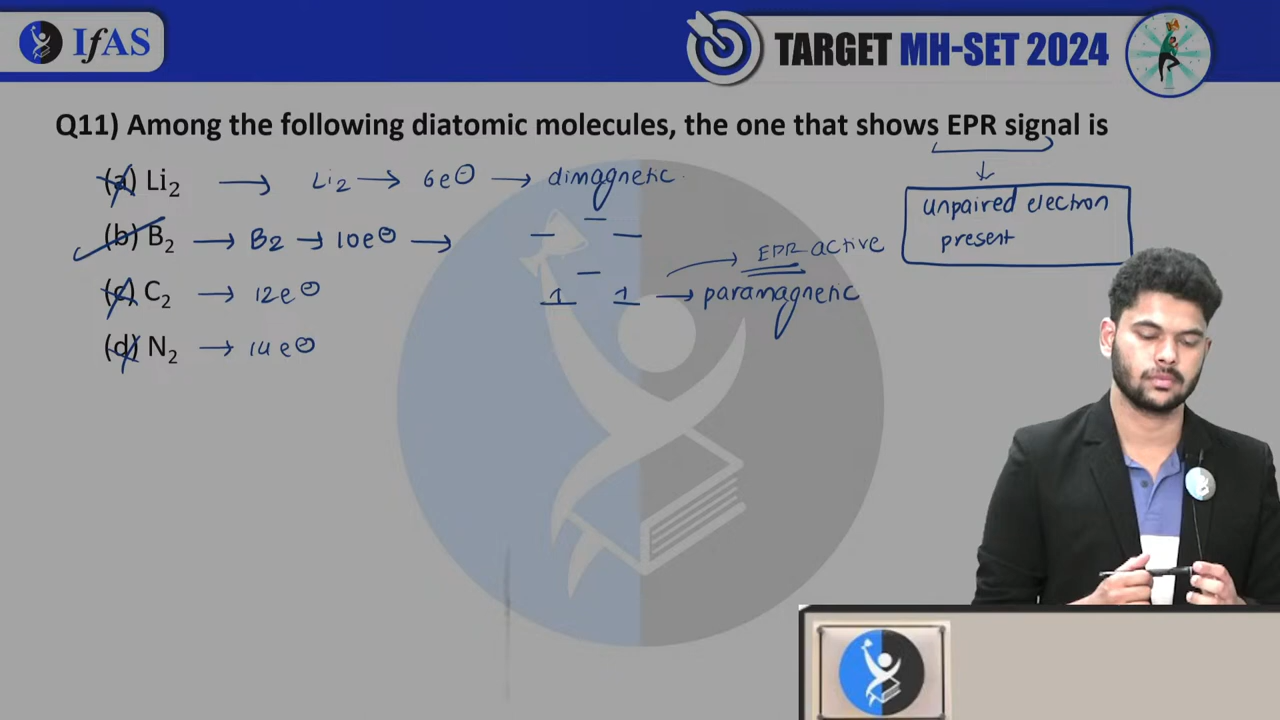 IfAS
TARGET MH-SET 2024
Q11) Among the following diatomic molecules, the one that shows EPR signal is
(a) Li₂ → Li₂ → 6e⊖ → dimagnetic.
unpaired electron
present
(b) B₂ → B₂ → 10e⊖ →
EPR active
1 1 → paramagnetic
(c) C₂ → 12e⊖
(d) N₂ → 14e⊖